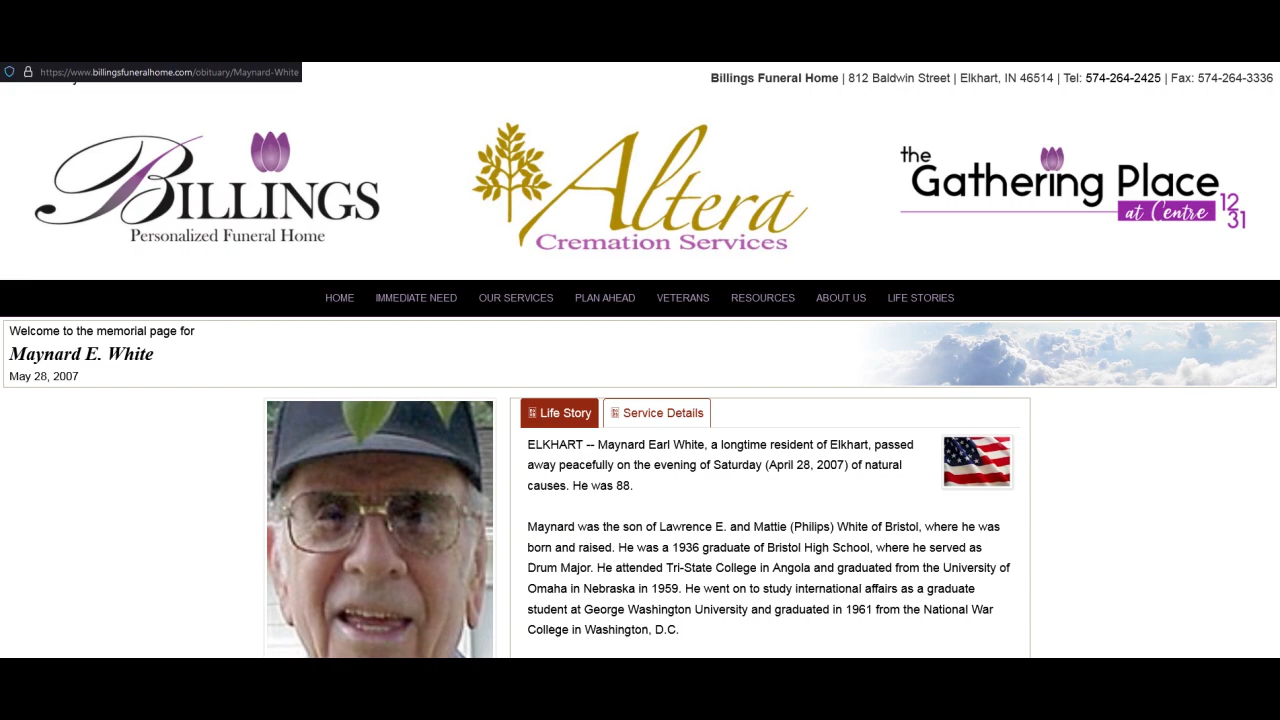 https://www.billingsfuneralhome.com/obituary/Maynard-White
Billings Funeral Home | 812 Baldwin Street | Elkhart, IN 46514 | Tel: 574-264-2425 | Fax: 574-264-3336
BILLINGS
Personalized Funeral Home
Altera
Cremation Services
the
Gathering Place
at Centre
12
31
HOME IMMEDIATE NEED OUR SERVICES PLAN AHEAD VETERANS RESOURCES ABOUT US LIFE STORIES
Welcome to the memorial page for
Maynard E. White
May 28, 2007
Life Story Service Details
ELKHART -- Maynard Earl White, a longtime resident of Elkhart, passed
away peacefully on the evening of Saturday (April 28, 2007) of natural
causes. He was 88.
Maynard was the son of Lawrence E. and Mattie (Philips) White of Bristol, where he was
born and raised. He was a 1936 graduate of Bristol High School, where he served as
Drum Major. He attended Tri-State College in Angola and graduated from the University of
Omaha in Nebraska in 1959. He went on to study international affairs as a graduate
student at George Washington University and graduated in 1961 from the National War
College in Washington, D.C.